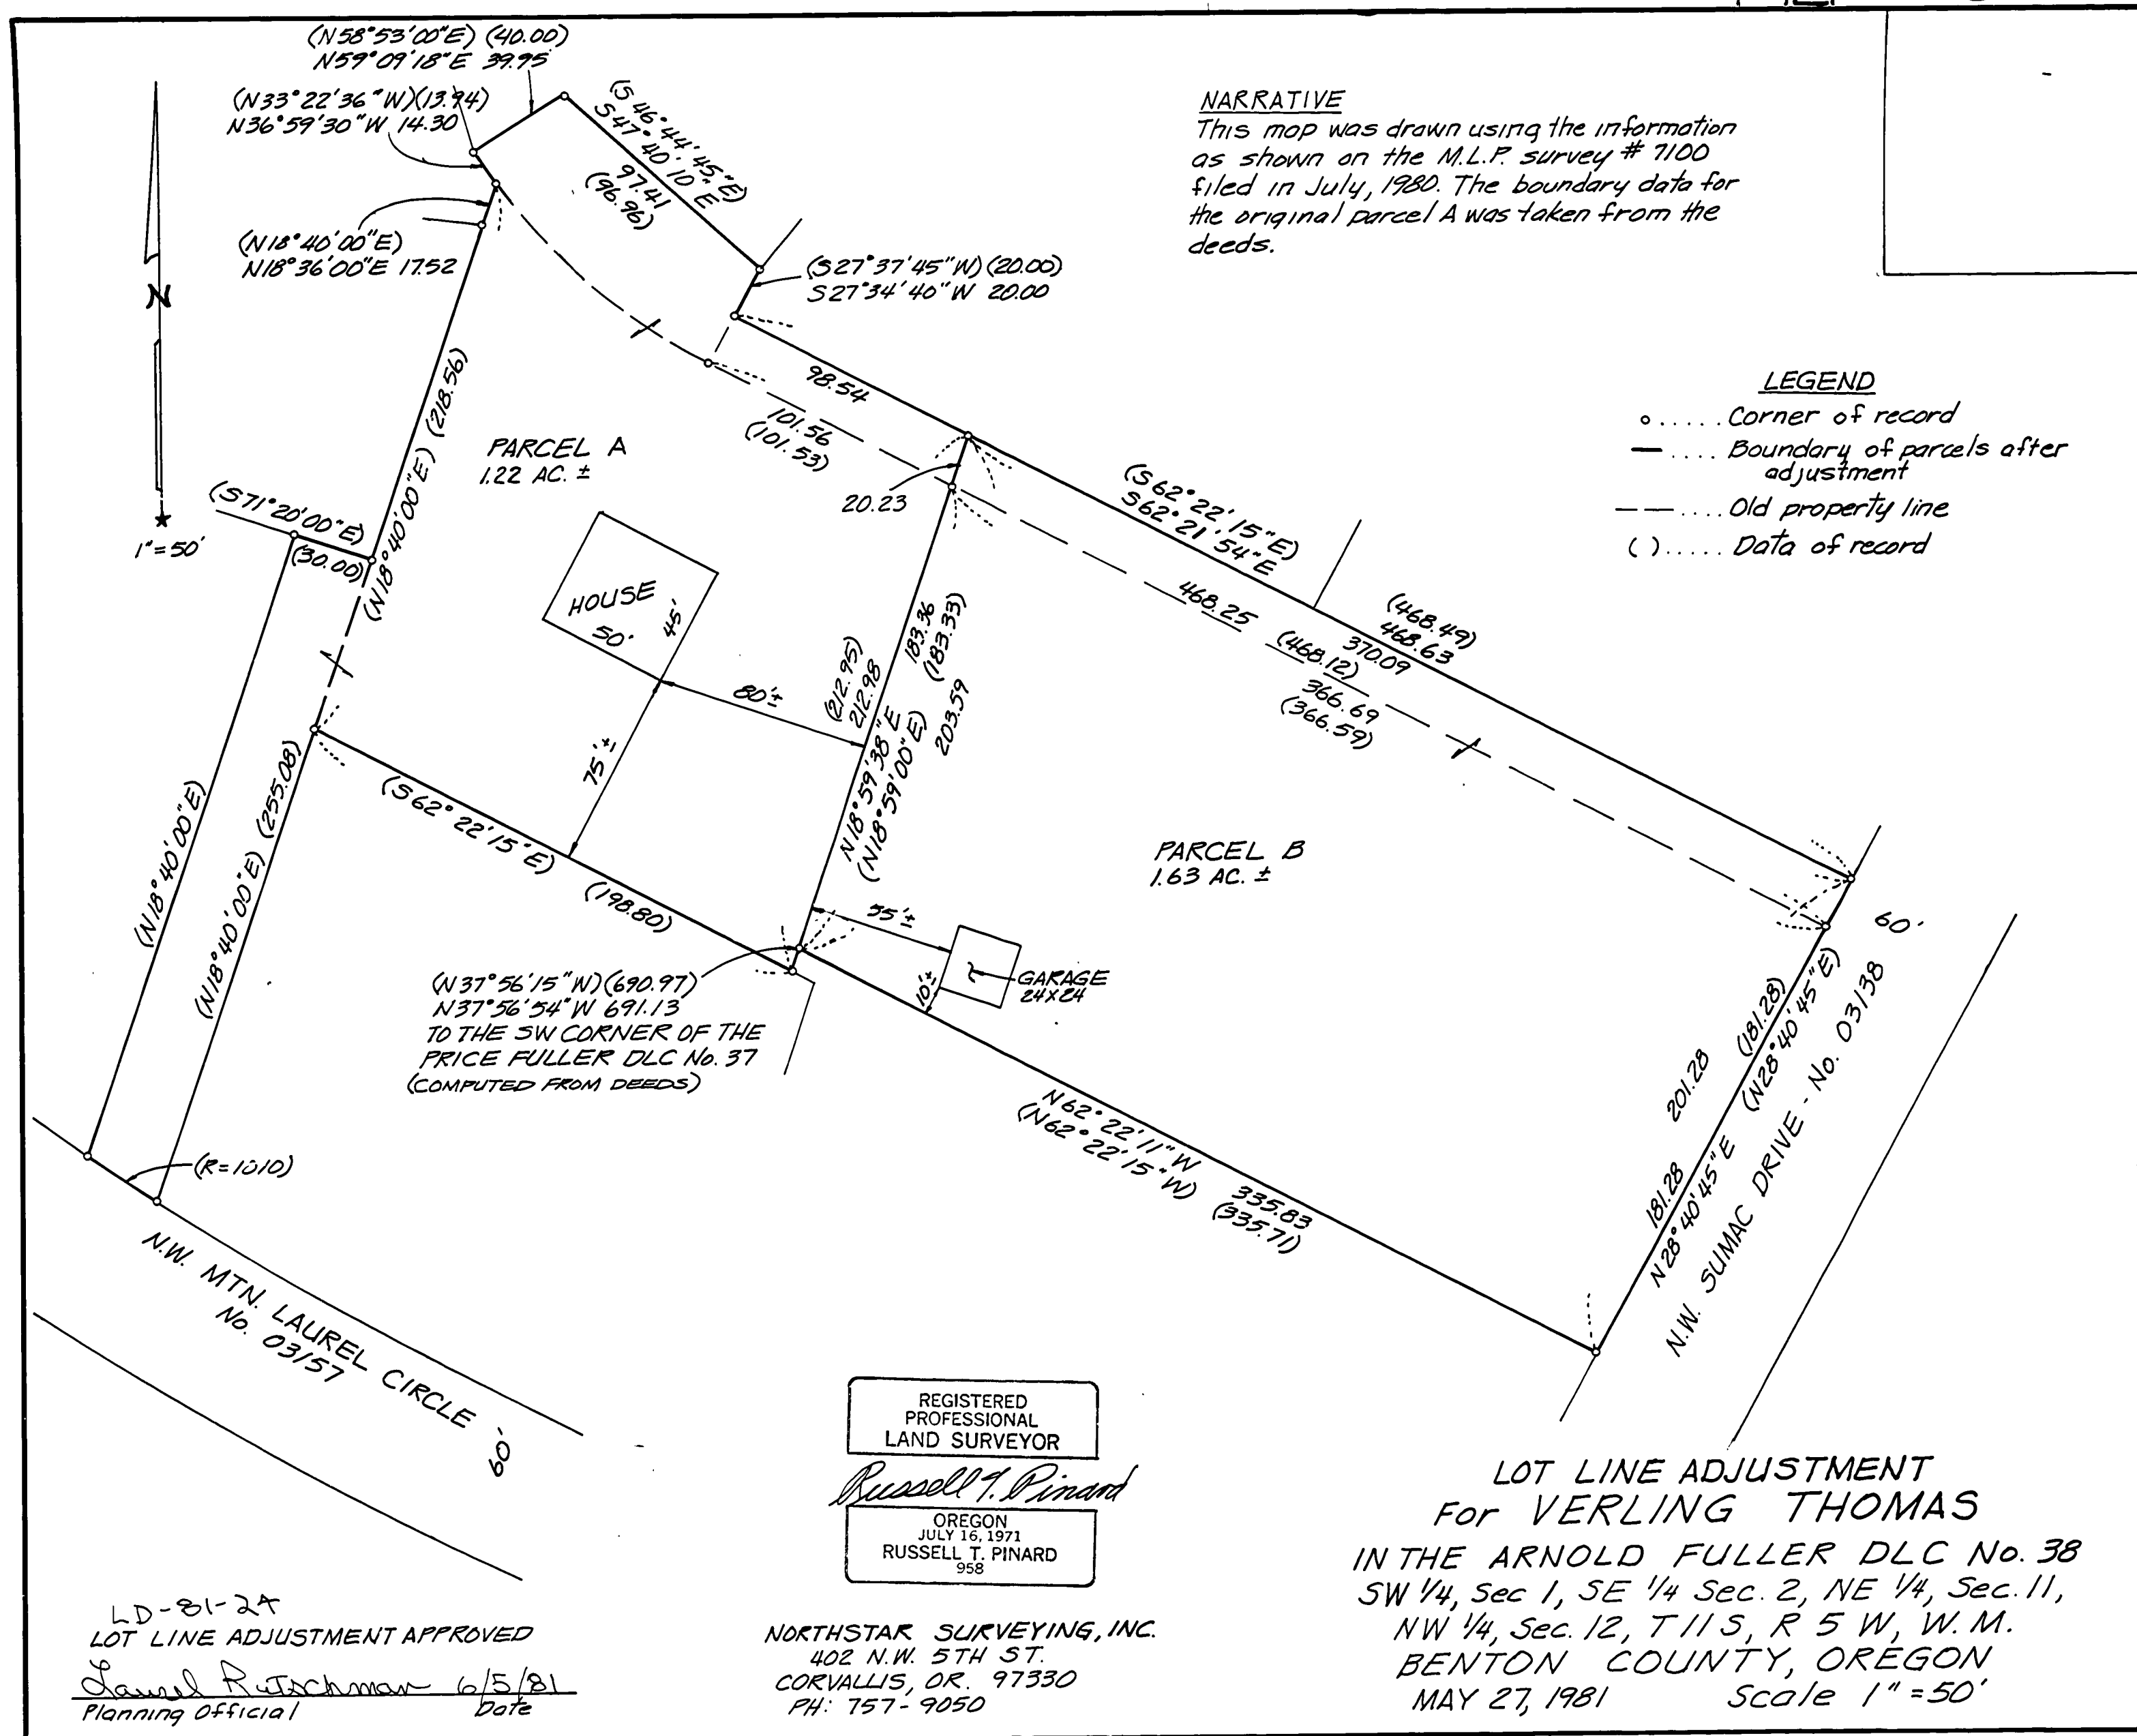 (N58°53'00"E) (40.00)
N59°09'18"E 39.95
(N33°22'36"W)(13.94)
N36°59'30"W 14.30
(S46°44'45"E)
S47°40'10"E
97.41
(96.96)
(N18°40'00"E)
N18°36'00"E 17.52
(S27°37'45"W)(20.00)
S27°34'40"W 20.00
NARRATIVE
This map was drawn using the information
as shown on the M.L.P. survey # 7100
filed in July, 1980. The boundary data for
the original parcel A was taken from the
deeds.
N
1"=50'
LEGEND
o ..... Corner of record
— .... Boundary of parcels after
adjustment
— — .... Old property line
( ) ..... Data of record
(N18°40'00"E) (218.56)
98.54
101.56
(101.53)
PARCEL A
1.22 AC. ±
20.23
(S71°20'00"E)
(30.00)
(S62°22'15"E)
S62°21'54"E
(468.49)
468.63
370.09
468.25 (468.12)
366.69
(366.59)
HOUSE
50'
45'
80'±
75'±
(212.95)
212.98
183.36
(183.33)
N18°59'38"E
(N18°59'00"E)
203.59
(S62°22'15"E) (198.80)
(N18°40'00"E)
(N18°40'00"E) (255.08)
PARCEL B
1.63 AC. ±
55'±
10'±
GARAGE
24x24
(N37°56'15"W)(690.97)
N37°56'54"W 691.13
TO THE SW CORNER OF THE
PRICE FULLER DLC No. 37
(COMPUTED FROM DEEDS)
60'
(181.28)
(N28°40'45"E)
201.28
181.28
N28°40'45"E
N.W. SUMAC DRIVE - No. 03138
N62°22'11"W
(N62°22'15"W)
335.83
(335.71)
(R=1010)
N.W. MTN. LAUREL CIRCLE
No. 03157
60'
REGISTERED
PROFESSIONAL
LAND SURVEYOR
Russell T. Pinard
OREGON
JULY 16, 1971
RUSSELL T. PINARD
958
NORTHSTAR SURVEYING, INC.
402 N.W. 5TH ST.
CORVALLIS, OR. 97330
PH: 757-9050
LOT LINE ADJUSTMENT
For VERLING THOMAS
IN THE ARNOLD FULLER DLC No. 38
SW 1/4, Sec 1, SE 1/4 Sec. 2, NE 1/4, Sec. 11,
NW 1/4, Sec. 12, T 11 S, R 5 W, W.M.
BENTON COUNTY, OREGON
MAY 27, 1981 Scale 1"=50'
LD-81-24
LOT LINE ADJUSTMENT APPROVED
Laurel Rutschman 6/5/81
Planning Official Date